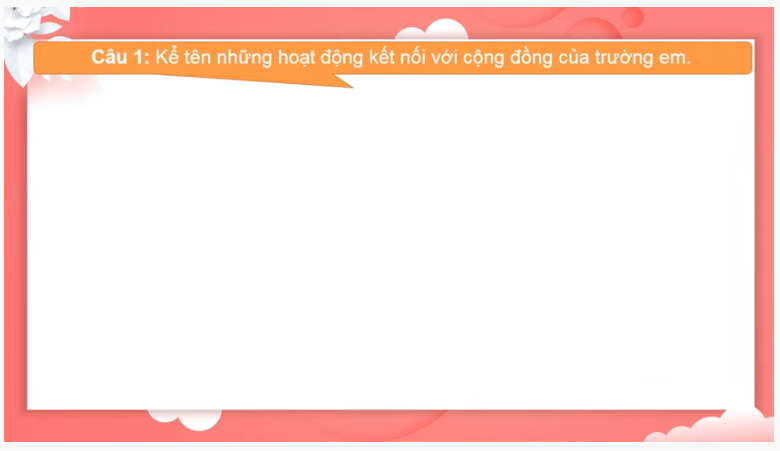 Câu 1: Kể tên những hoạt động kết nối với cộng đồng của trường em.